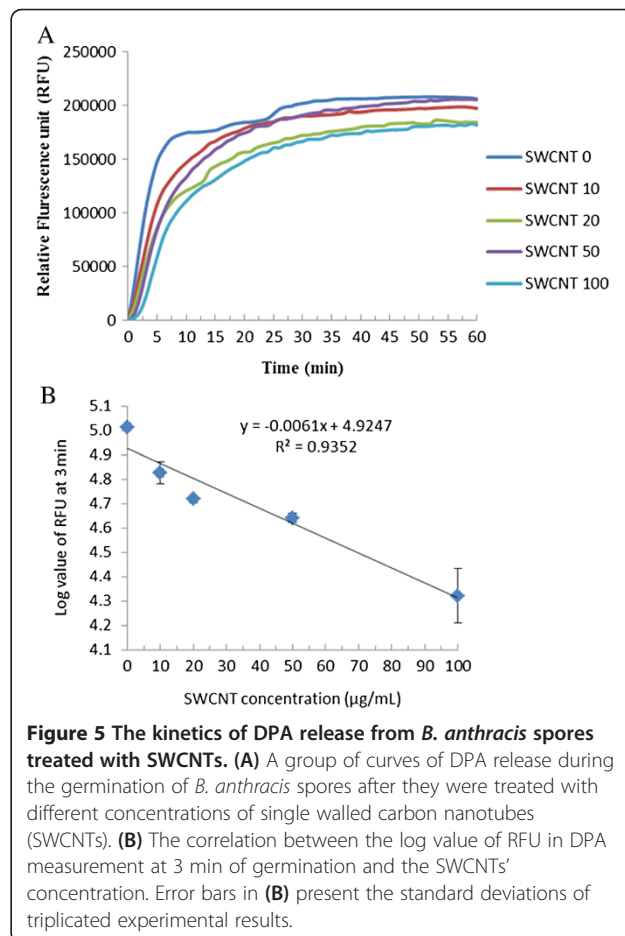 A
Relative Flurescence unit (RFU)
250000
200000
150000
100000
50000
0
0 5 10 15 20 25 30 35 40 45 50 55 60
Time (min)
SWCNT 0
SWCNT 10
SWCNT 20
SWCNT 50
SWCNT 100
B
Log value of RFU at 3min
5.1
5.0
4.9
4.8
4.7
4.6
4.5
4.4
4.3
4.2
4.1
y = -0.0061x + 4.9247
R² = 0.9352
0 10 20 30 40 50 60 70 80 90 100
SWCNT concentration (µg/mL)
Figure 5 The kinetics of DPA release from B. anthracis spores
treated with SWCNTs. (A) A group of curves of DPA release during
the germination of B. anthracis spores after they were treated with
different concentrations of single walled carbon nanotubes
(SWCNTs). (B) The correlation between the log value of RFU in DPA
measurement at 3 min of germination and the SWCNTs'
concentration. Error bars in (B) present the standard deviations of
triplicated experimental results.